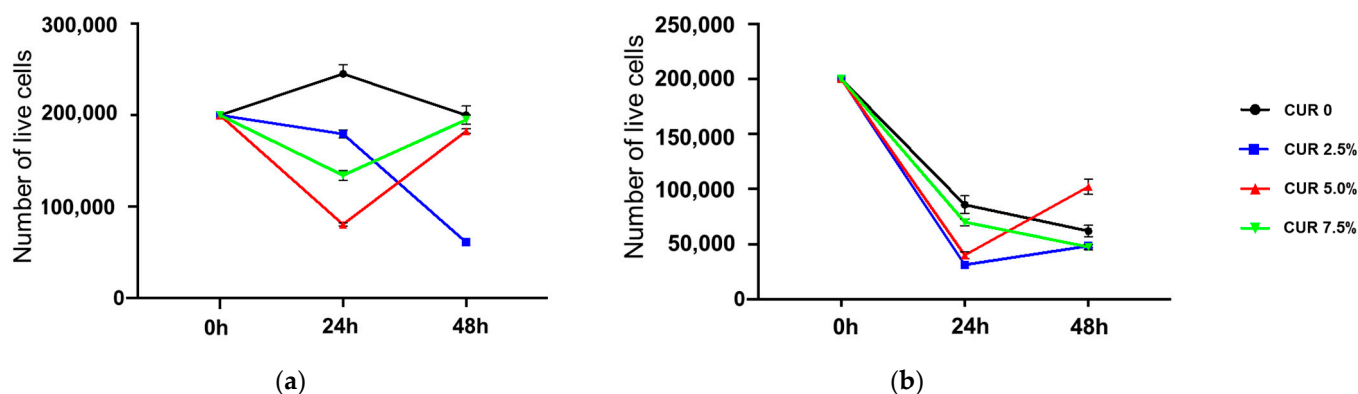 Number of live cells
300,000
200,000
100,000
0
0h
24h
48h
(a)
Number of live cells
250,000
200,000
150,000
100,000
50,000
0
0h
24h
48h
(b)
CUR 0
CUR 2.5%
CUR 5.0%
CUR 7.5%